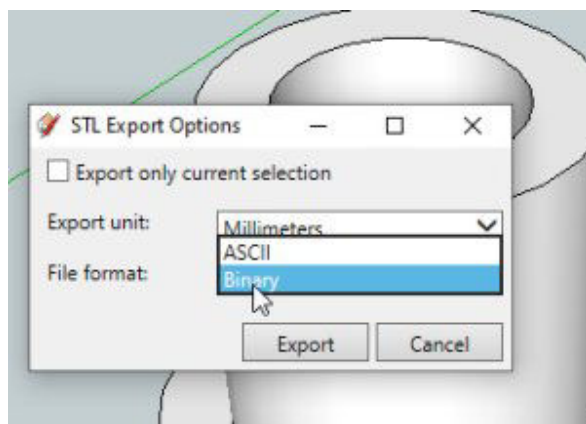 STL Export Options
Export only current selection
Export unit:
Millimeters
ASCII
File format:
Binary
Export
Cancel